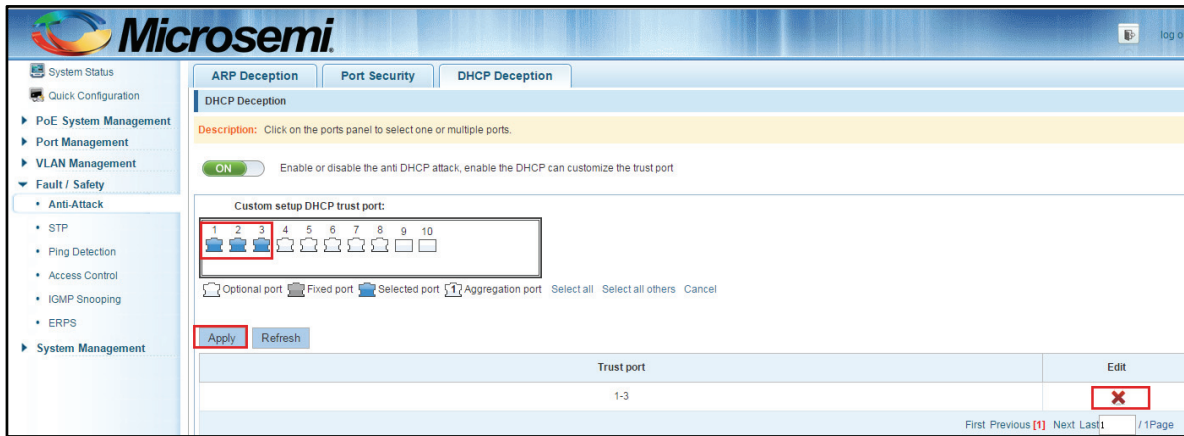 Microsemi.
log o
System Status
Quick Configuration
PoE System Management
Port Management
VLAN Management
Fault / Safety
• Anti-Attack
• STP
• Ping Detection
• Access Control
• IGMP Snooping
• ERPS
System Management
ARP Deception Port Security DHCP Deception
DHCP Deception
Description: Click on the ports panel to select one or multiple ports.
ON Enable or disable the anti DHCP attack, enable the DHCP can customize the trust port
Custom setup DHCP trust port:
1 2 3 4 5 6 7 8 9 10
Optional port Fixed port Selected port 1 Aggregation port Select all Select all others Cancel
Apply Refresh
Trust port Edit
1-3
First Previous [1] Next Last 1 / 1Page